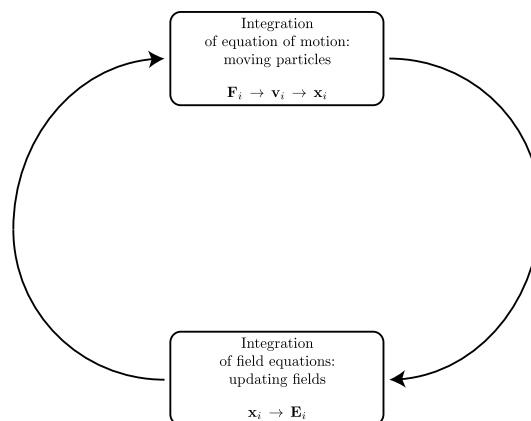 Integration
of equation of motion:
moving particles
F_i → v_i → x_i
Integration
of field equations:
updating fields
x_i → E_i